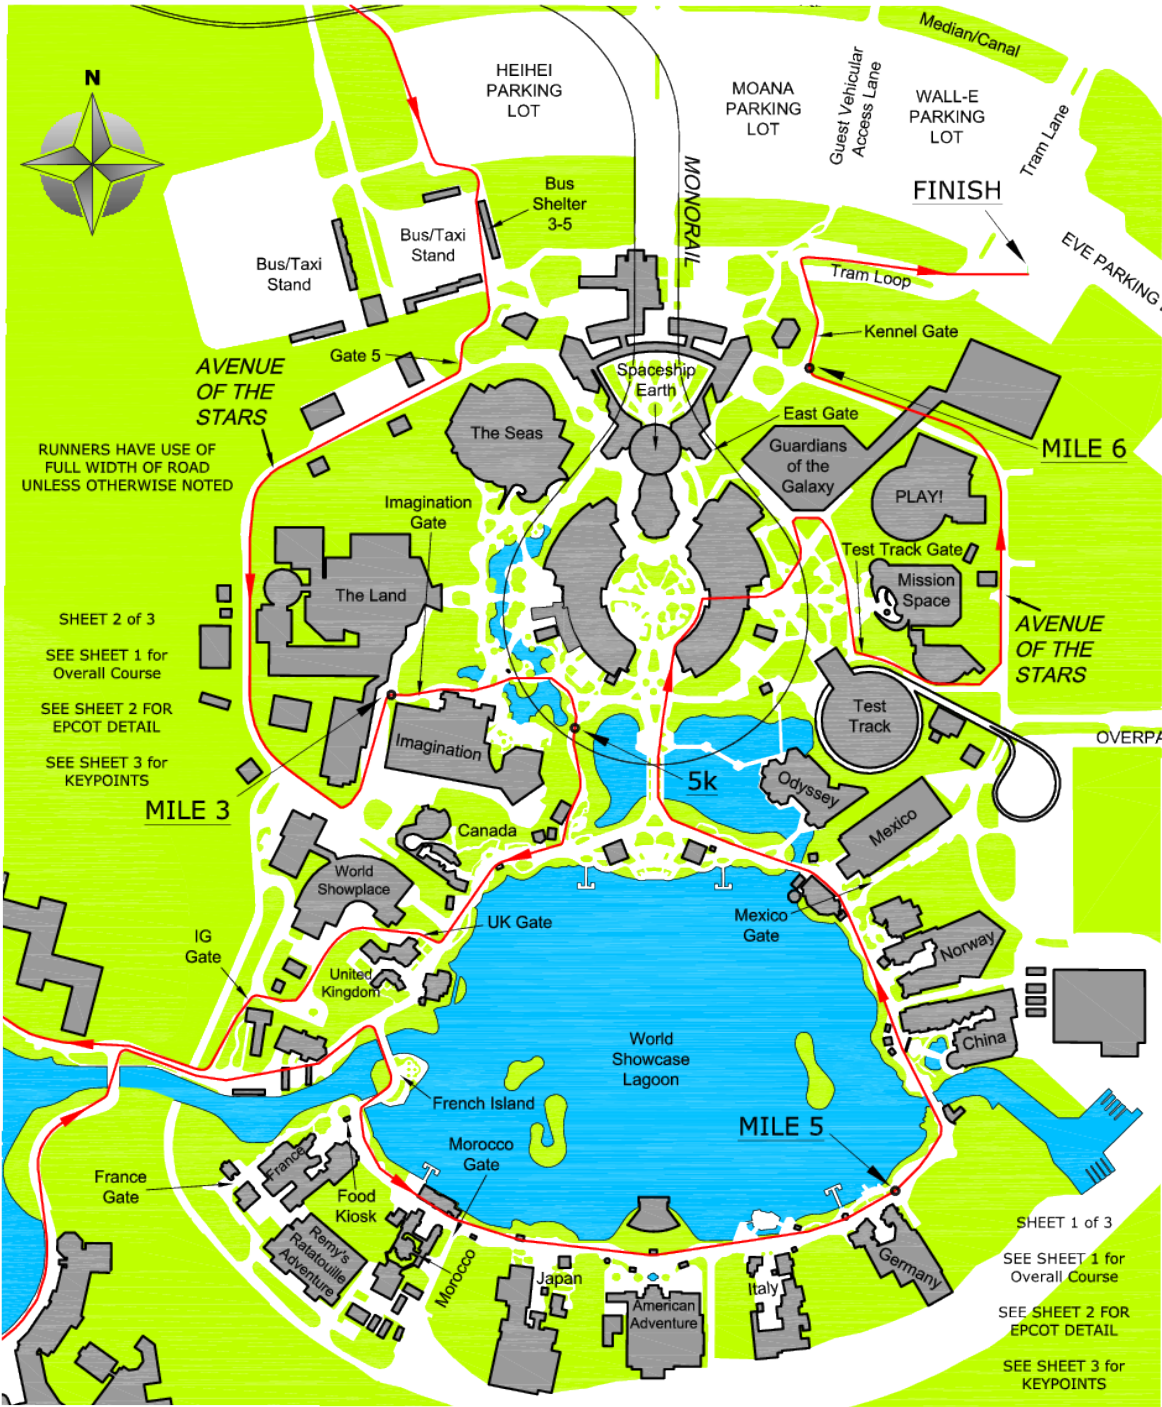 Median/Canal
HEIHEI
PARKING
LOT
MOANA
PARKING
LOT
Guest Vehicular
Access Lane
WALL-E
PARKING
LOT
Tram Lane
N
MONORAIL
FINISH
Bus
Shelter
3-5
Bus/Taxi
Stand
Bus/Taxi
Stand
EVE PARKING
Tram Loop
Kennel Gate
Gate 5
AVENUE
OF THE
STARS
Spaceship
Earth
East Gate
The Seas
Guardians
of the
Galaxy
MILE 6
RUNNERS HAVE USE OF
FULL WIDTH OF ROAD
UNLESS OTHERWISE NOTED
Imagination
Gate
PLAY!
Test Track Gate
The Land
Mission
Space
SHEET 2 of 3
SEE SHEET 1 for
Overall Course
SEE SHEET 2 FOR
EPCOT DETAIL
SEE SHEET 3 for
KEYPOINTS
AVENUE
OF THE
STARS
Test
Track
Imagination
OVERPA
5k
MILE 3
Odyssey
Mexico
Canada
World
Showplace
UK Gate
Mexico
Gate
IG
Gate
United
Kingdom
Norway
World
Showcase
Lagoon
China
French Island
MILE 5
Morocco
Gate
France
France
Gate
Food
Kiosk
Remy's
Ratatouille
Adventure
Morocco
Japan
American
Adventure
Italy
Germany
SHEET 1 of 3
SEE SHEET 1 for
Overall Course
SEE SHEET 2 FOR
EPCOT DETAIL
SEE SHEET 3 for
KEYPOINTS